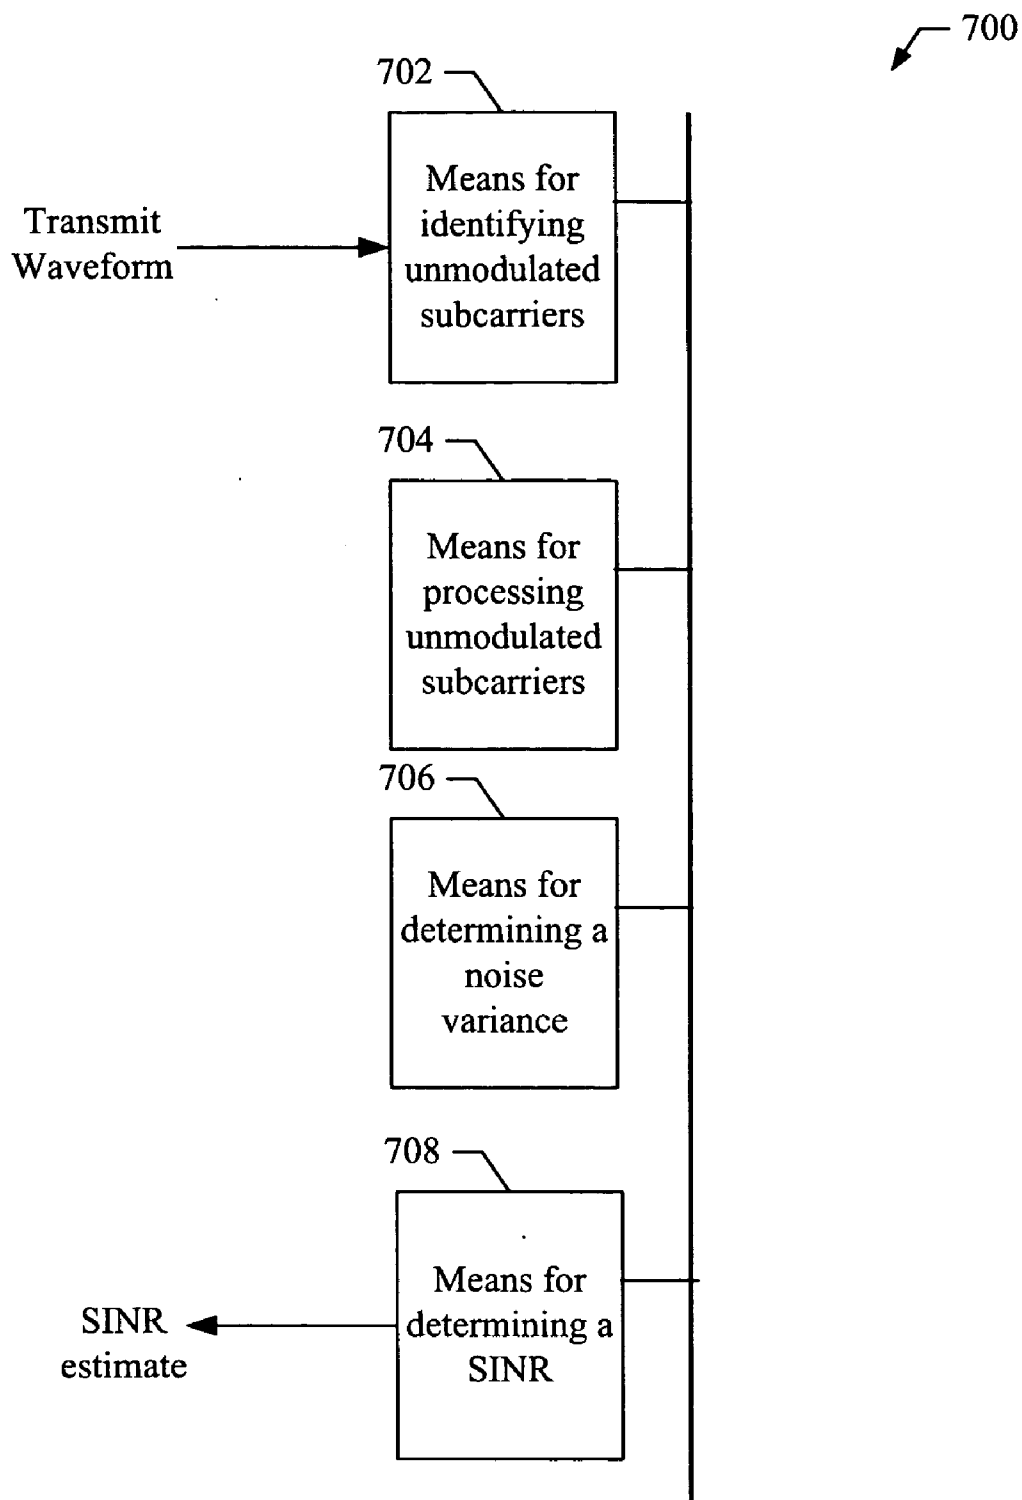 700
702
Means for
identifying
unmodulated
subcarriers
Transmit
Waveform
704
Means for
processing
unmodulated
subcarriers
706
Means for
determining a
noise
variance
708
Means for
determining a
SINR
SINR
estimate